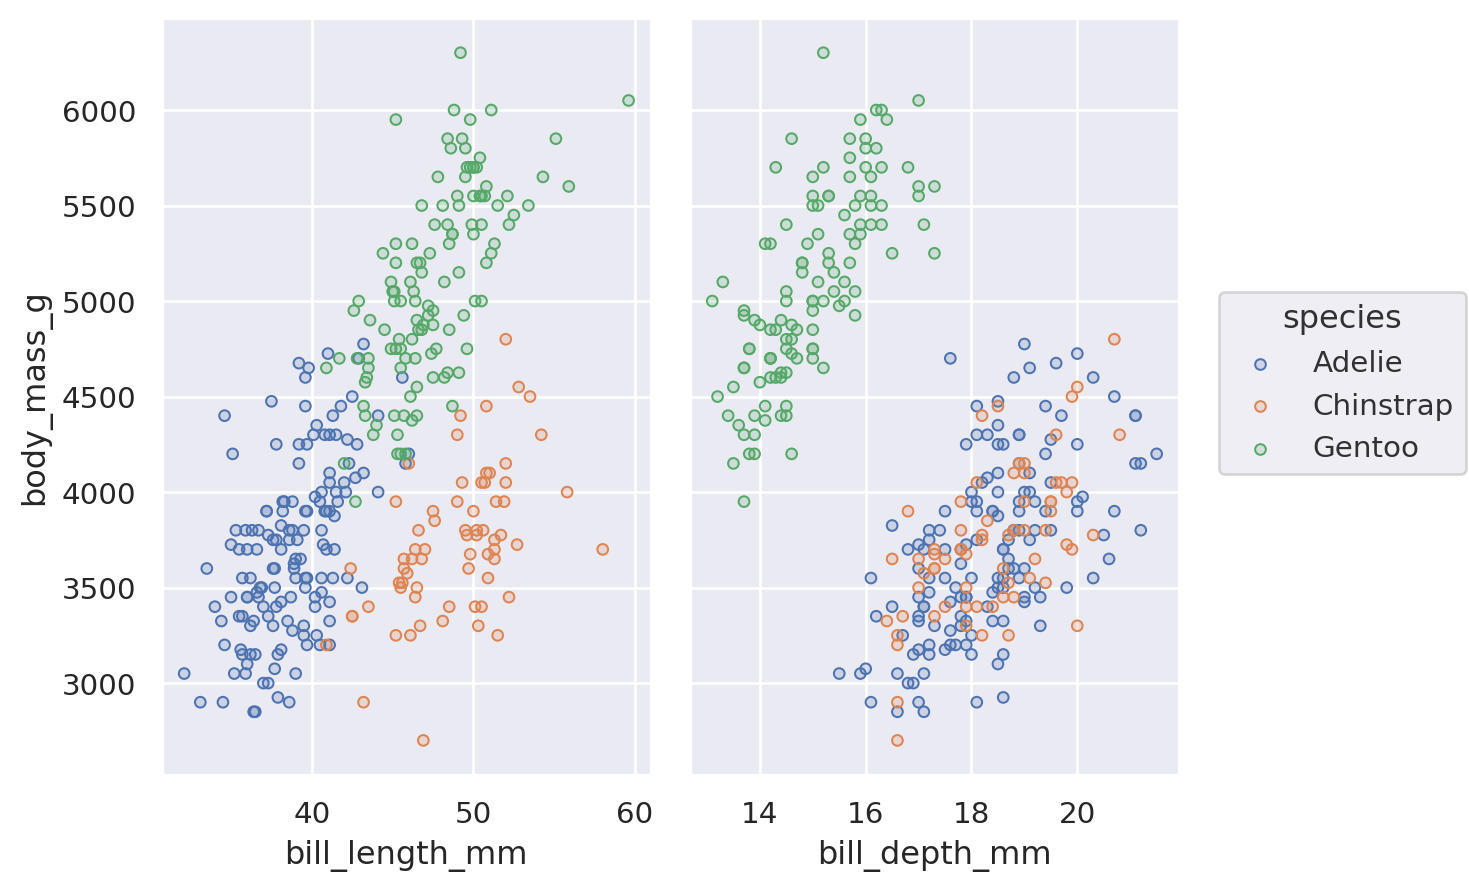 body_mass_g
6000
5500
5000
4500
4000
3500
3000
40 50 60
bill_length_mm
14 16 18 20
bill_depth_mm
species
Adelie
Chinstrap
Gentoo